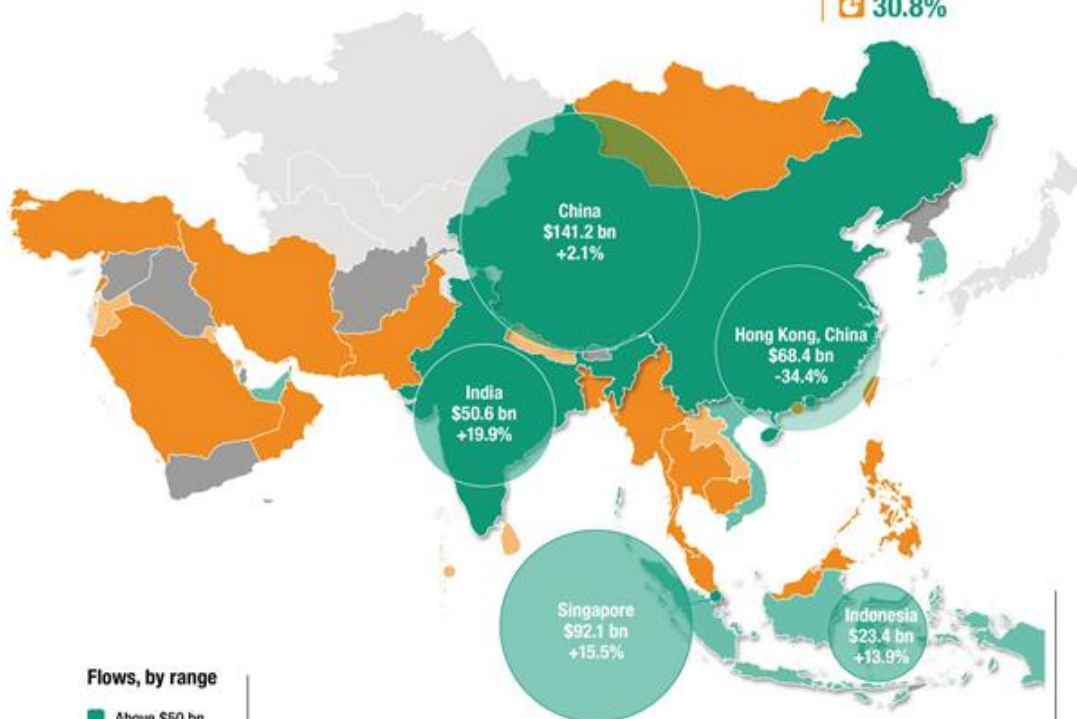 30.8%
China
$141.2 bn
+2.1%
Hong Kong, China
$68.4 bn
-34.4%
India
$50.6 bn
+19.9%
Singapore
$92.1 bn
+15.5%
Indonesia
$23.4 bn
+13.9%
Flows, by range
Above $50 bn